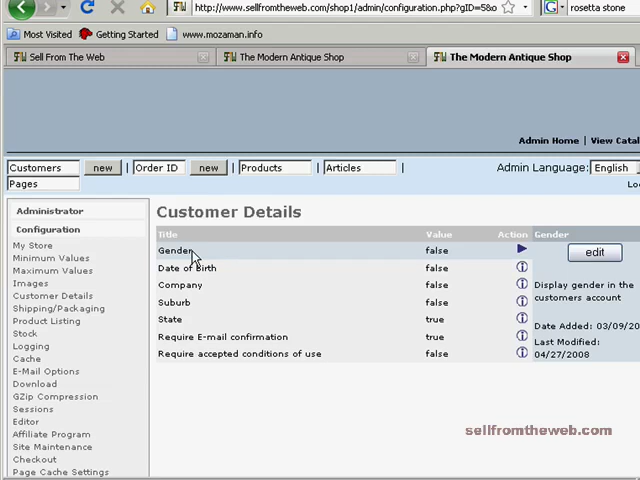 http://www.sellfromtheweb.com/shop1/admin/configuration.php?gID=5&o
rosetta stone
Most Visited Getting Started www.mozaman.info
Sell From The Web The Modern Antique Shop The Modern Antique Shop
Admin Home | View Catal
Customers new | Order ID new | Products | Articles |
Pages
Admin Language: English
Lo
Administrator
Configuration
My Store
Minimum Values
Maximum Values
Images
Customer Details
Shipping/Packaging
Product Listing
Stock
Logging
Cache
E-Mail Options
Download
GZip Compression
Sessions
Editor
Affiliate Program
Site Maintenance
Checkout
Page Cache Settings
Customer Details
Title Value Action
Gender false
Date of Birth false
Company false
Suburb false
State true
Require E-mail confirmation true
Require accepted conditions of use false
Gender
edit
Display gender in the
customers account
Date Added: 03/09/20
Last Modified:
04/27/2008
sellfromtheweb.com